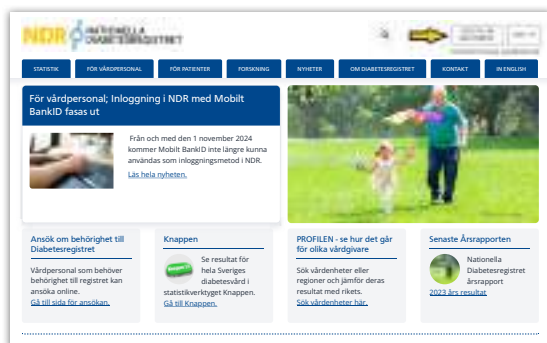 NDR NATIONELLA
DIABETESREGISTRET
STATISTIK FÖR VÅRDPERSONAL FÖR PATIENTER FORSKNING NYHETER OM DIABETESREGISTRET KONTAKT IN ENGLISH
För vårdpersonal; Inloggning i NDR med Mobilt
BankID fasas ut
Från och med den 1 november 2024
kommer Mobilt BankID inte längre kunna
användas som inloggningsmetod i NDR.
Läs hela nyheten.
Ansök om behörighet till
Diabetesregistret
Vårdpersonal som behöver
behörighet till registret kan
ansöka online.
Gå till sida för ansökan.
Knappen
Se resultat för
hela Sveriges
diabetesvård i
statistikverktyget Knappen.
Gå till Knappen.
PROFILEN - se hur det går
för olika vårdgivare
Sök vårdenheter eller
regioner och jämför deras
resultat med rikets.
Sök vårdenheter här.
Senaste Årsrapporten
Nationella
Diabetesregistret
årsrapport
2023 års resultat